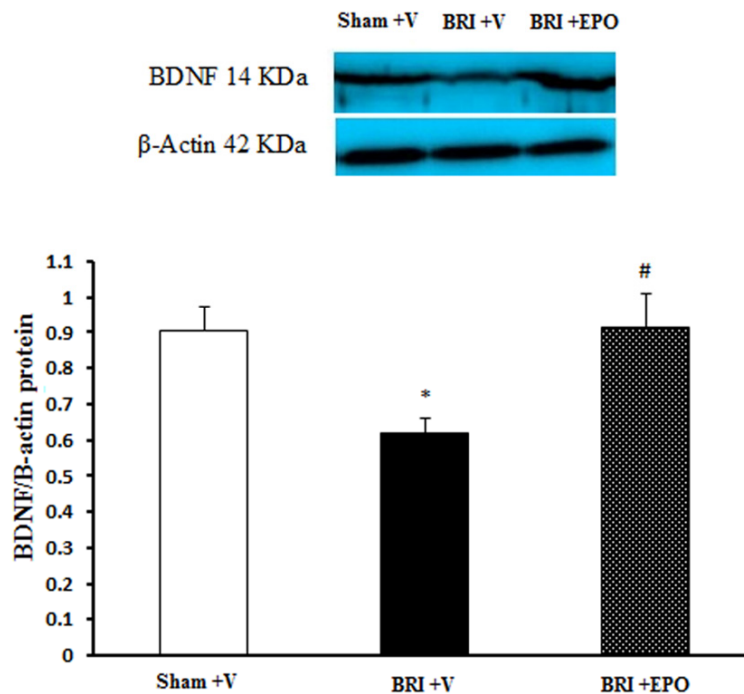 Sham +V BRI +V BRI +EPO
BDNF 14 KDa
β-Actin 42 KDa
BDNF/B-actin protein
1.1
1
0.9
0.8
0.7
0.6
0.5
0.4
0.3
0.2
0.1
0
*
#
Sham +V BRI +V BRI +EPO